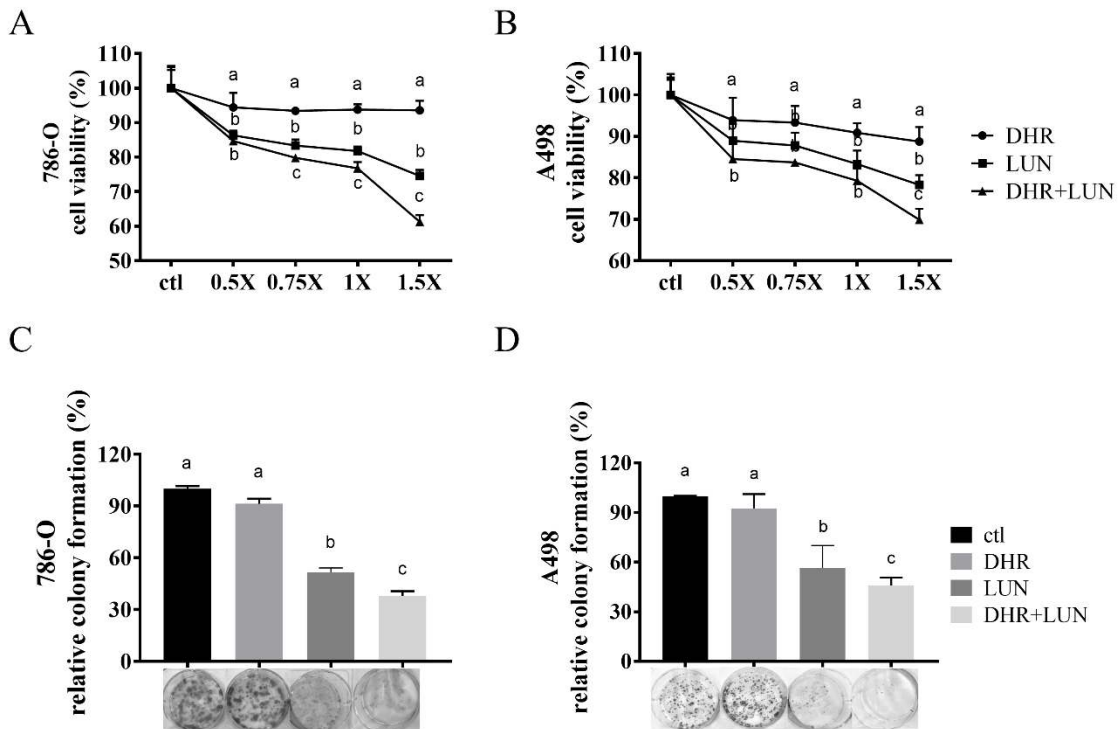 A
786-O
cell viability (%)
110
100
90
80
70
60
50
a a a a
b b b b
b c c c
ctl 0.5X 0.75X 1X 1.5X
B
A498
cell viability (%)
110
100
90
80
70
60
a a a a
b b b b
b b c
ctl 0.5X 0.75X 1X 1.5X
DHR
LUN
DHR+LUN
C
786-O
relative colony formation (%)
120
90
60
30
0
a a b c
D
A498
relative colony formation (%)
120
90
60
30
0
a a b c
ctl
DHR
LUN
DHR+LUN